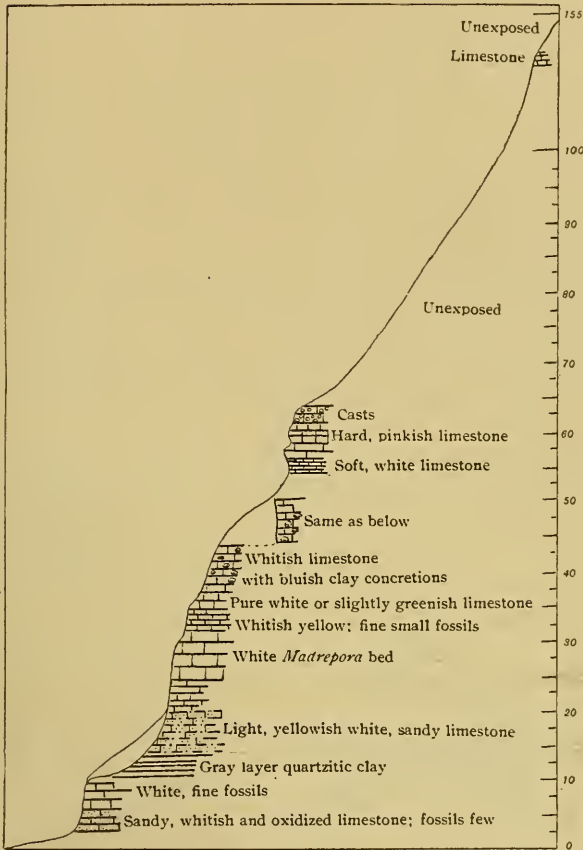 155
Unexposed
Limestone
100
90
80
Unexposed
70
Casts
60
Hard, pinkish limestone
Soft, white limestone
50
Same as below
Whitish limestone
with bluish clay concretions
40
Pure white or slightly greenish limestone
Whitish yellow; fine small fossils
30
White Madrepora bed
20
Light, yellowish white, sandy limestone
Gray layer quartzitic clay
10
White, fine fossils
Sandy, whitish and oxidized limestone; fossils few
0